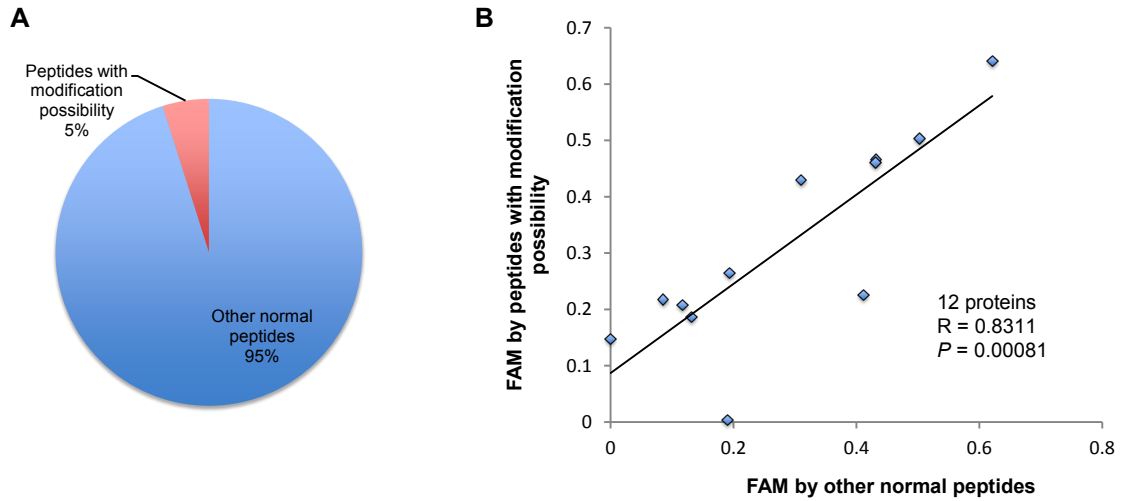 A
Peptides with
modification
possibility
5%
Other normal
peptides
95%
B
FAM by peptides with modification
possibility
0.7
0.6
0.5
0.4
0.3
0.2
0.1
0
0
0.2
0.4
0.6
0.8
12 proteins
R = 0.8311
P = 0.00081
FAM by other normal peptides